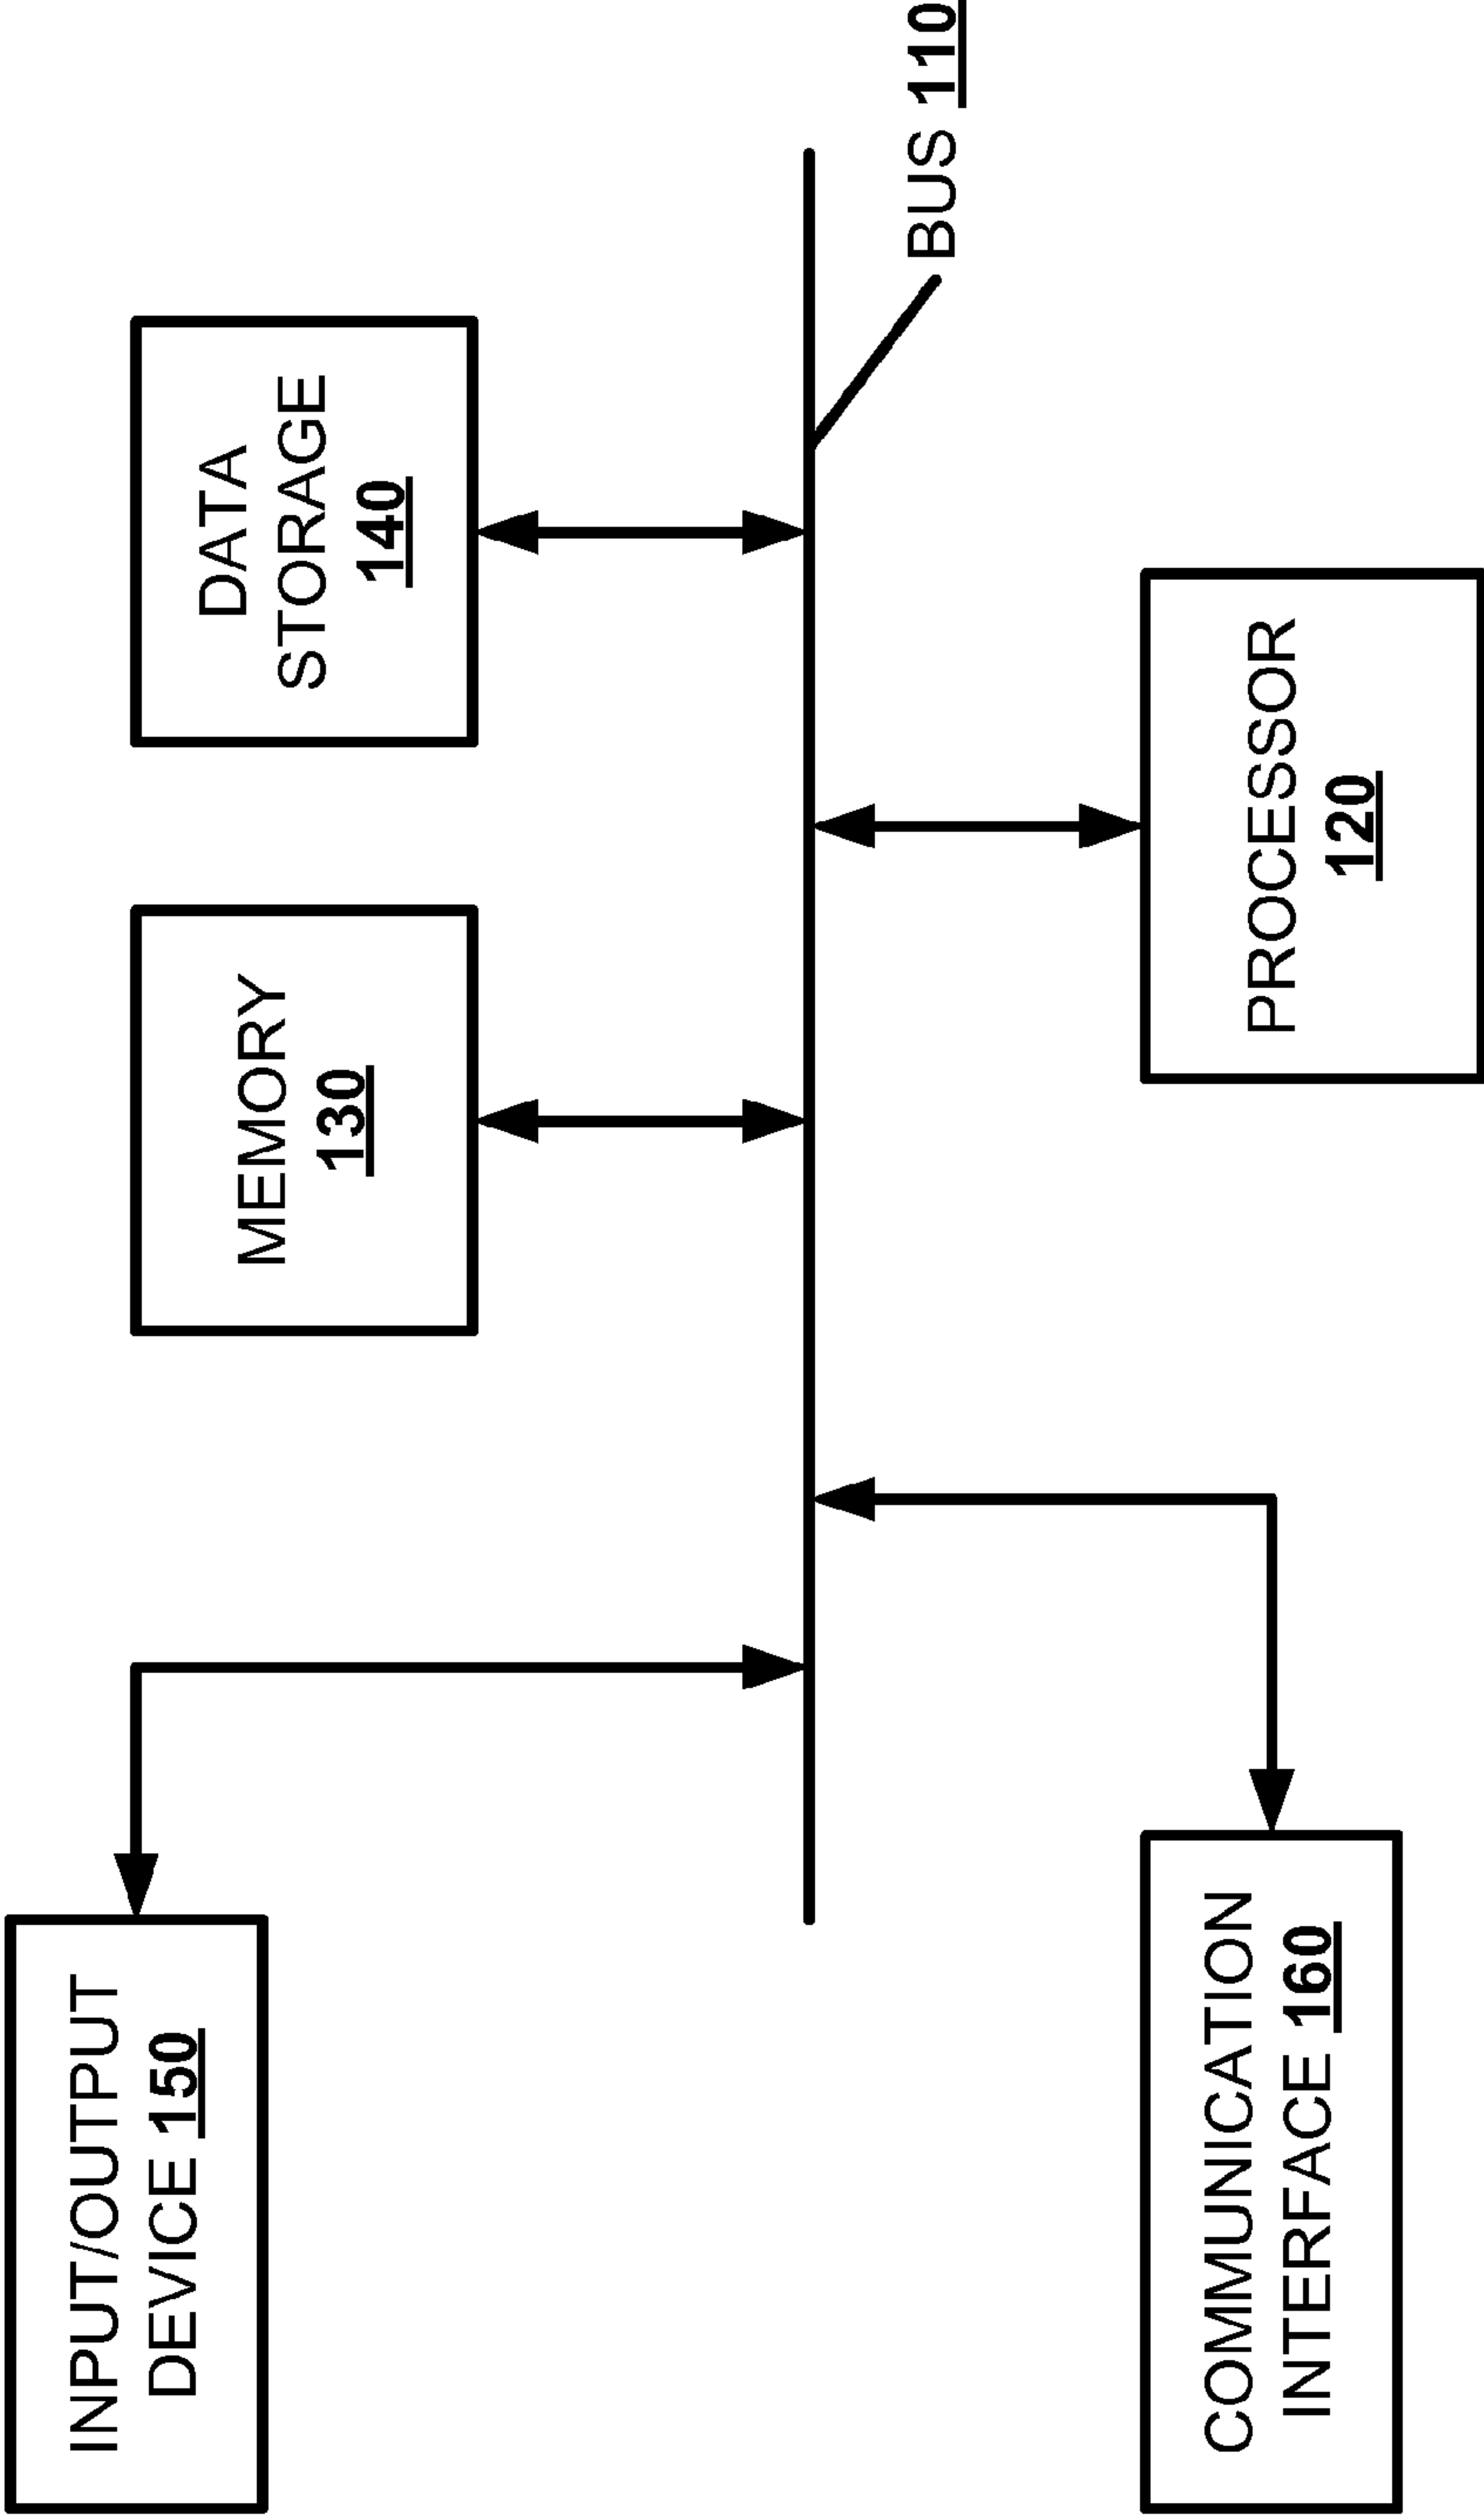 INPUT/OUTPUT
DEVICE 150
MEMORY
130
DATA
STORAGE
140
BUS 110
COMMUNICATION
INTERFACE 160
PROCESSOR
120